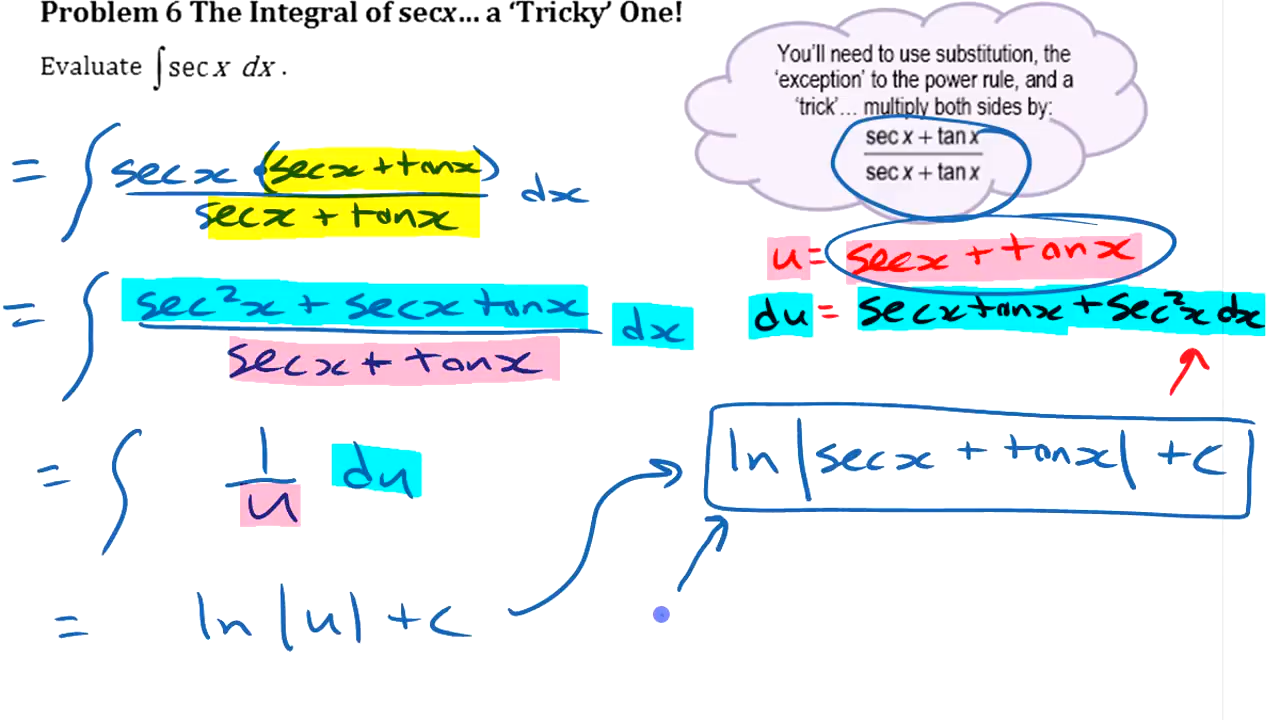 Problem 6 The Integral of secx... a ‘Tricky’ One!
Evaluate ∫ sec x dx .
You’ll need to use substitution, the
‘exception’ to the power rule, and a
‘trick’... multiply both sides by:
sec x + tan x
sec x + tan x
= ∫ secx · (secx + tanx)
secx + tanx dx
u = secx + tanx
du = secx tanx + sec²x dx
= ∫ sec²x + secx tanx
secx + tanx dx
= ∫ 1/u du
ln |secx + tanx| + c
= ln |u| + c